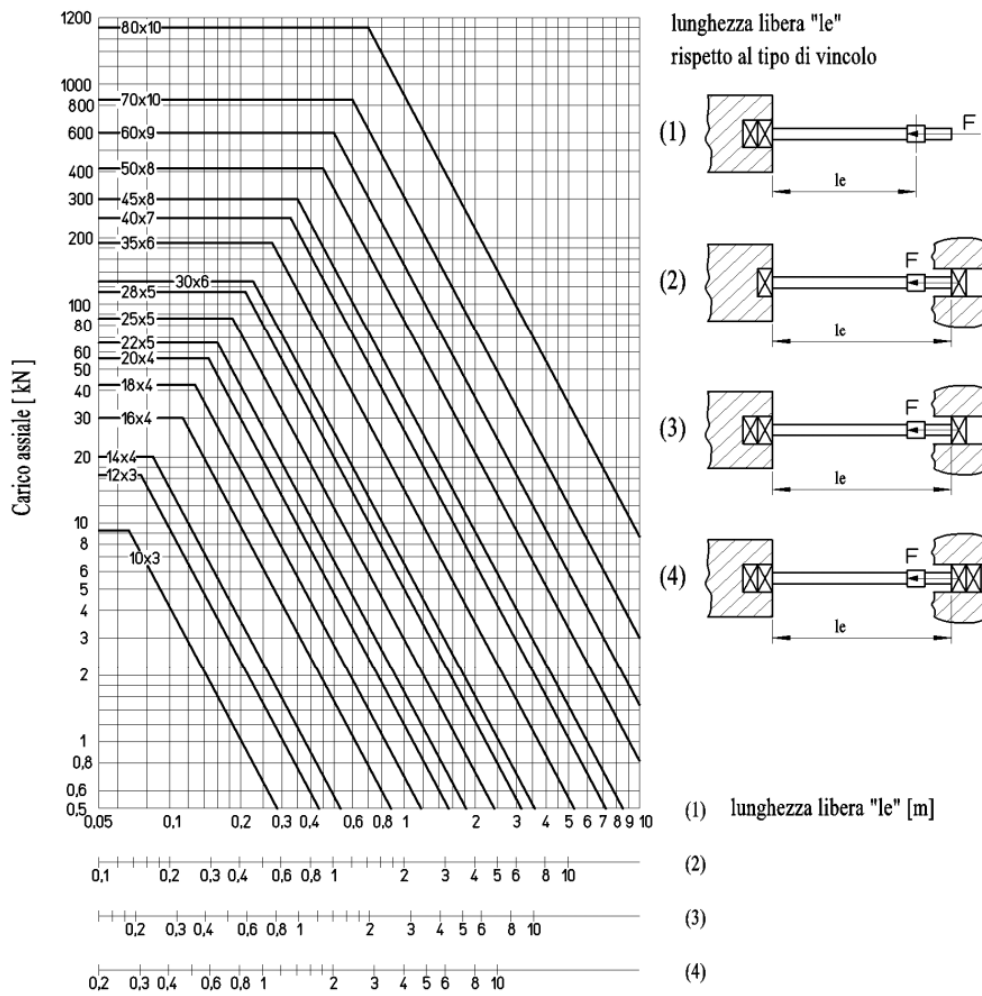 lunghezza libera "le"
rispetto al tipo di vincolo
Carico assiale [ kN ]
1200
1000
800
600
400
300
200
100
80
60
50
40
30
20
10
8
6
5
4
3
2
1
0,8
0,6
0,5
80x10
70x10
60x9
50x8
45x8
40x7
35x6
30x6
28x5
25x5
22x5
20x4
18x4
16x4
14x4
12x3
10x3
(1) F
le
(2) F
le
(3) F
le
(4) F
le
0,05 0,1 0,2 0,3 0,4 0,6 0,8 1 2 3 4 5 6 7 8 9 10 (1) lunghezza libera "le" [m]
0,1 0,2 0,3 0,4 0,6 0,8 1 2 3 4 5 6 8 10 (2)
0,2 0,3 0,4 0,6 0,8 1 2 3 4 5 6 8 10 (3)
0,2 0,3 0,4 0,6 0,8 1 2 3 4 5 6 8 10 (4)